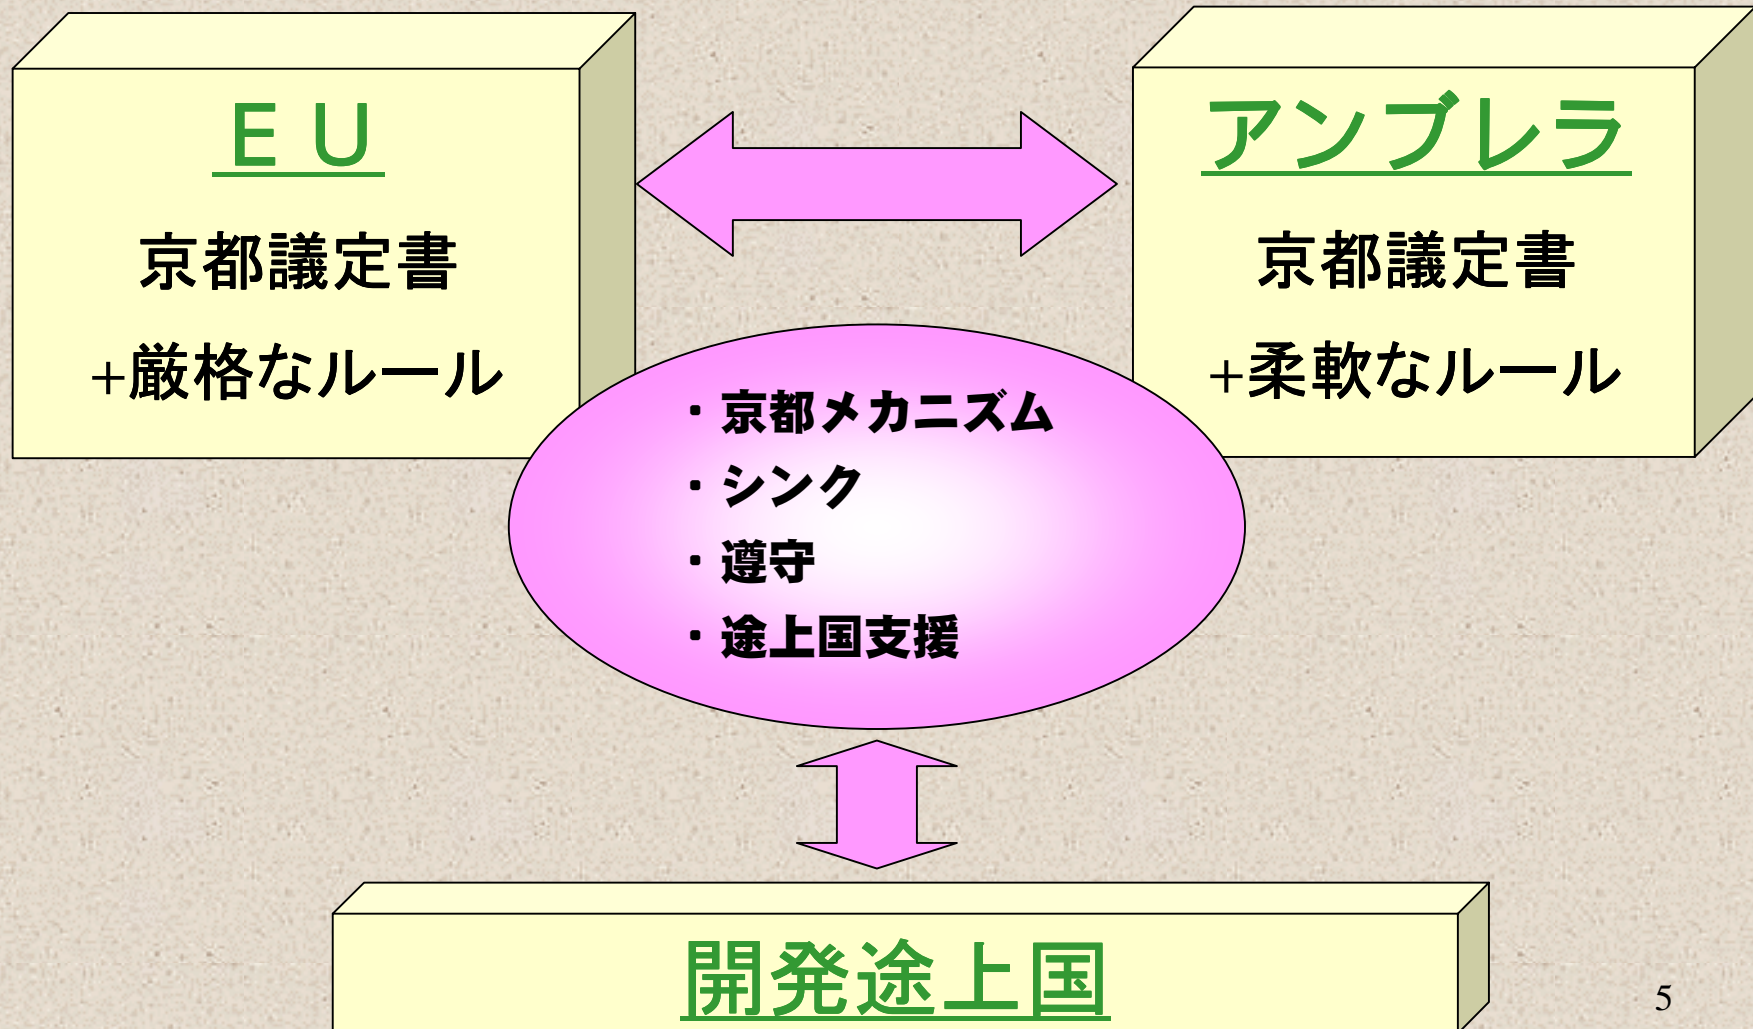 ＥＵ
京都議定書
+厳格なルール
アンブレラ
京都議定書
+柔軟なルール
・京都メカニズム
・シンク
・遵守
・途上国支援
開発途上国
5